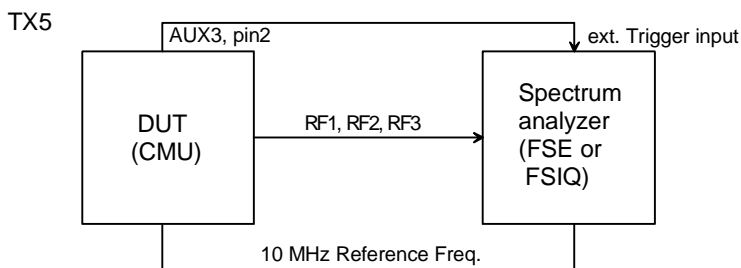 TX5
AUX3, pin2
ext. Trigger input
DUT
(CMU)
RF1, RF2, RF3
Spectrum
analyzer
(FSE or
FSIQ)
10 MHz Reference Freq.